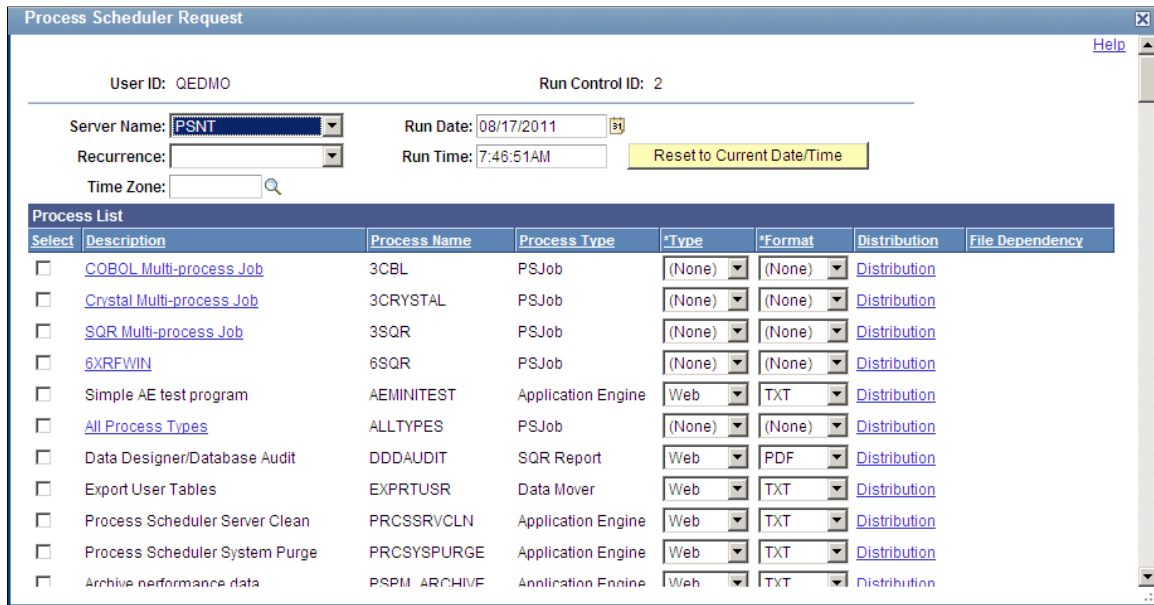 Process Scheduler Request
Help
User ID: QEDMO Run Control ID: 2
Server Name: PSNT Run Date: 08/17/2011 31
Recurrence: Run Time: 7:46:51AM Reset to Current Date/Time
Time Zone:
Process List
Select Description Process Name Process Type *Type *Format Distribution File Dependency
COBOL Multi-process Job 3CBL PSJob (None) (None) Distribution
Crystal Multi-process Job 3CRYSTAL PSJob (None) (None) Distribution
SQR Multi-process Job 3SQR PSJob (None) (None) Distribution
6XRFWIN 6SQR PSJob (None) (None) Distribution
Simple AE test program AEMINITEST Application Engine Web TXT Distribution
All Process Types ALLTYPES PSJob (None) (None) Distribution
Data Designer/Database Audit DDDAUDIT SQR Report Web PDF Distribution
Export User Tables EXPRTUSR Data Mover Web TXT Distribution
Process Scheduler Server Clean PRCSSRVCLN Application Engine Web TXT Distribution
Process Scheduler System Purge PRCSYSPURGE Application Engine Web TXT Distribution
Archive performance data PSPM_ARCHIVE Application Engine Web TXT Distribution